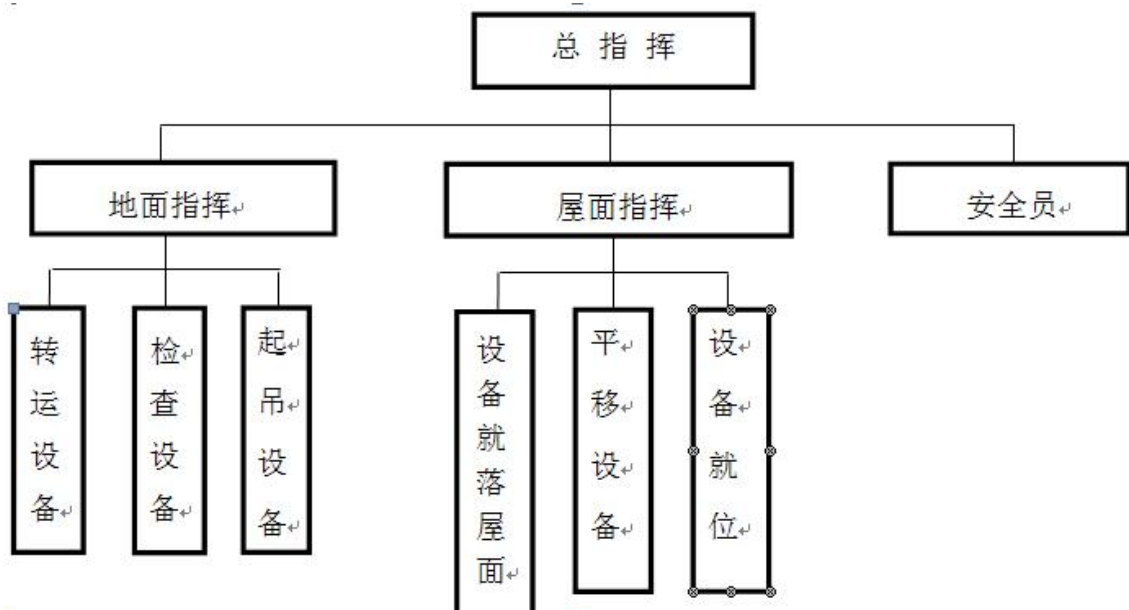 总 指 挥
地面指挥
屋面指挥
安全员
转运设备
检查设备
起吊设备
设备就落屋面
平移设备
设备就位